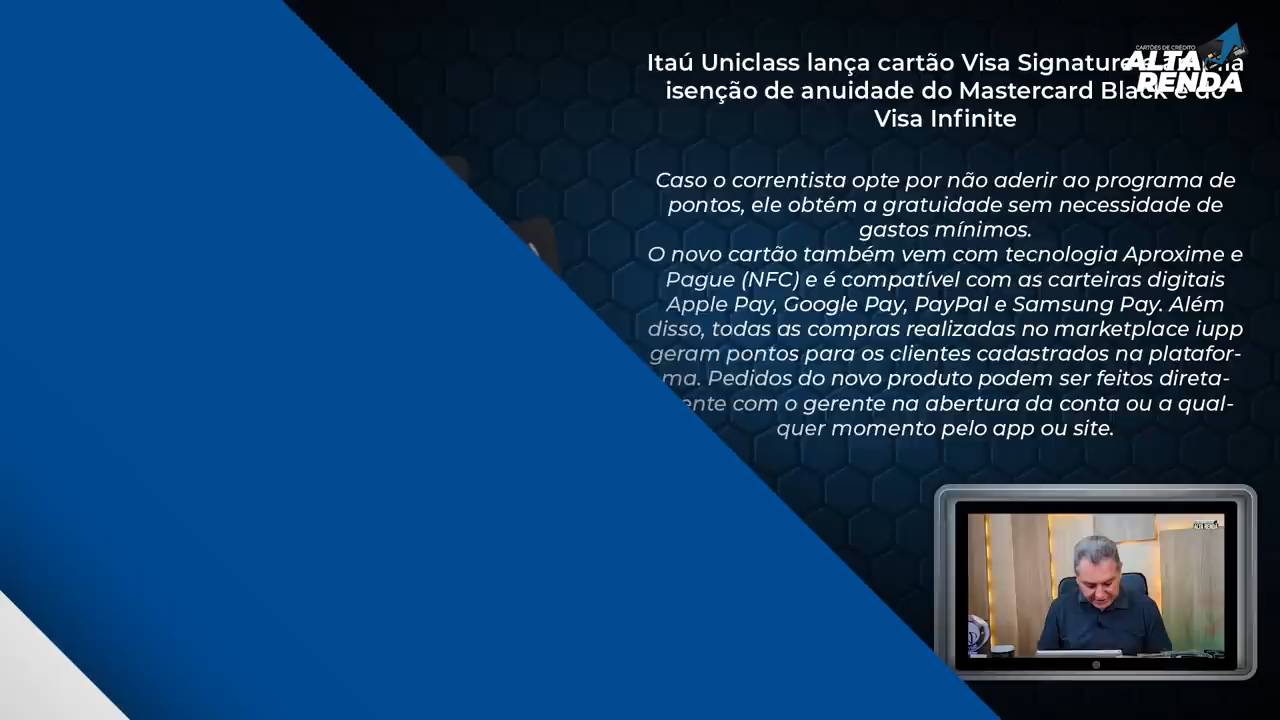 Itaú Uniclass lança cartão Visa Signature
isenção de anuidade do Mastercard Black e do
Visa Infinite
CARTÕES DE CRÉDITO
ALTA
RENDA
Caso o correntista opte por não aderir ao programa de
pontos, ele obtém a gratuidade sem necessidade de
gastos mínimos.
O novo cartão também vem com tecnologia Aproxime e
Pague (NFC) e é compatível com as carteiras digitais
Apple Pay, Google Pay, PayPal e Samsung Pay. Além
disso, todas as compras realizadas no marketplace iupp
geram pontos para os clientes cadastrados na platafor-
ma. Pedidos do novo produto podem ser feitos direta-
ente com o gerente na abertura da conta ou a qual-
quer momento pelo app ou site.
ALTA RENDA